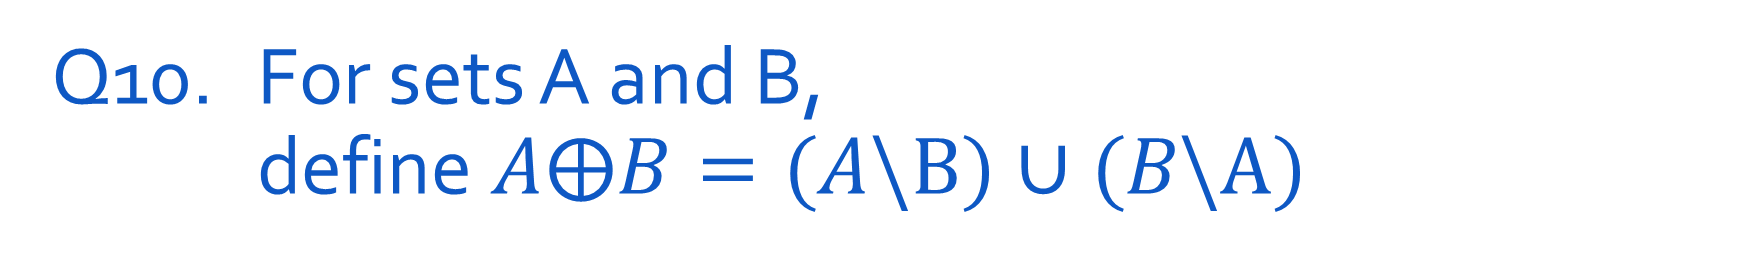 Q10. For sets A and B,
define A⊕B = (A\B) ∪ (B\A)